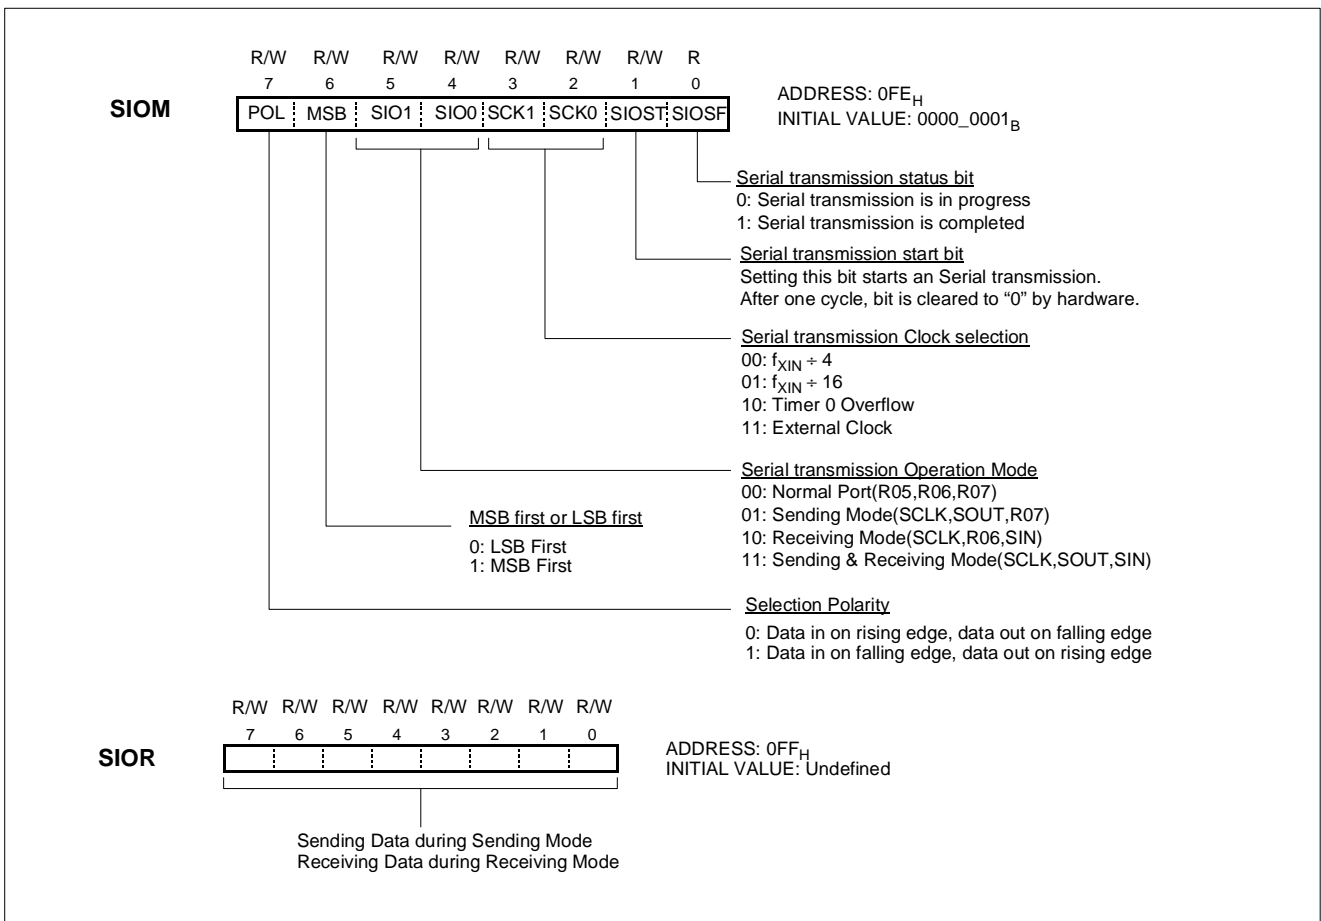 R/W R/W R/W R/W R/W R/W R/W R
7 6 5 4 3 2 1 0
SIOM POL MSB SIO1 SIO0 SCK1 SCK0 SIOST SIOSF
ADDRESS: 0FEH
INITIAL VALUE: 0000_0001B
Serial transmission status bit
0: Serial transmission is in progress
1: Serial transmission is completed
Serial transmission start bit
Setting this bit starts an Serial transmission.
After one cycle, bit is cleared to “0” by hardware.
Serial transmission Clock selection
00: fXIN ÷ 4
01: fXIN ÷ 16
10: Timer 0 Overflow
11: External Clock
Serial transmission Operation Mode
00: Normal Port(R05,R06,R07)
01: Sending Mode(SCLK,SOUT,R07)
10: Receiving Mode(SCLK,R06,SIN)
11: Sending & Receiving Mode(SCLK,SOUT,SIN)
MSB first or LSB first
0: LSB First
1: MSB First
Selection Polarity
0: Data in on rising edge, data out on falling edge
1: Data in on falling edge, data out on rising edge
R/W R/W R/W R/W R/W R/W R/W R/W
7 6 5 4 3 2 1 0
SIOR
ADDRESS: 0FFH
INITIAL VALUE: Undefined
Sending Data during Sending Mode
Receiving Data during Receiving Mode